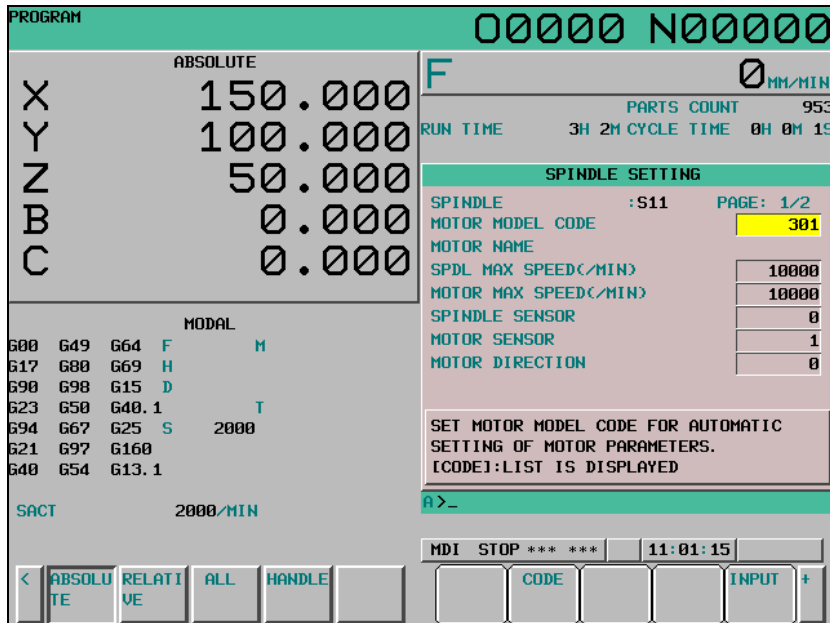 PROGRAM
O0000 N00000
ABSOLUTE
X 150.000
Y 100.000
Z 50.000
B 0.000
C 0.000
F 0 MM/MIN
PARTS COUNT 953
RUN TIME 3H 2M CYCLE TIME 0H 0M 1S
SPINDLE SETTING
SPINDLE :S11 PAGE: 1/2
MOTOR MODEL CODE 301
MOTOR NAME
SPDL MAX SPEED(/MIN) 10000
MOTOR MAX SPEED(/MIN) 10000
SPINDLE SENSOR 0
MOTOR SENSOR 1
MOTOR DIRECTION 0
SET MOTOR MODEL CODE FOR AUTOMATIC
SETTING OF MOTOR PARAMETERS.
[CODE]:LIST IS DISPLAYED
MODAL
G00 G49 G64 F M
G17 G80 G69 H
G90 G98 G15 D
G23 G50 G40.1 T
G94 G67 G25 S 2000
G21 G97 G160
G40 G54 G13.1
SACT 2000/MIN
A>_
MDI STOP *** *** 11:01:15
< ABSOLUTE RELATIVE ALL HANDLE
CODE INPUT +